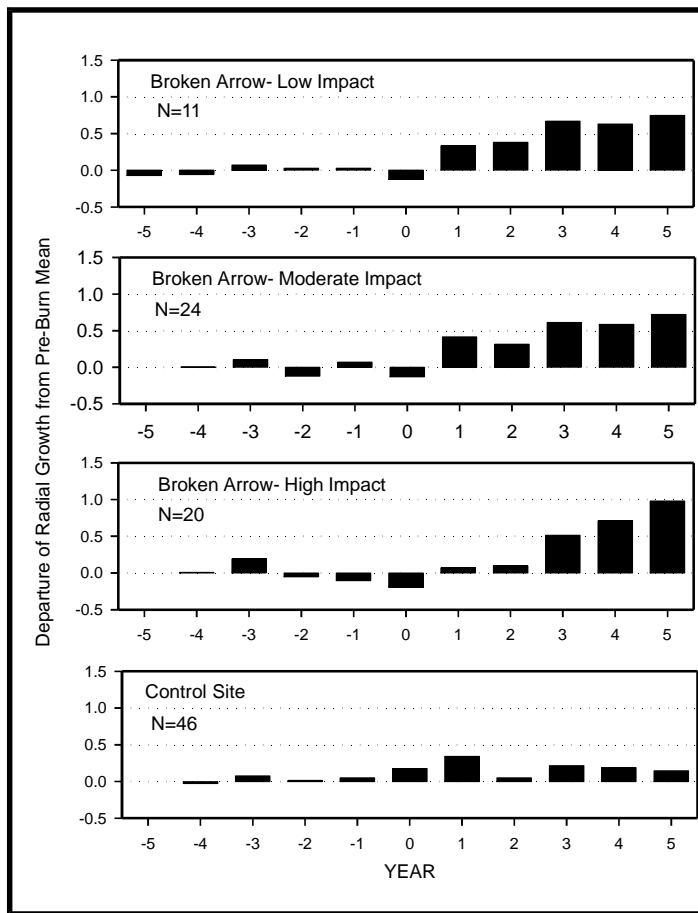 Departure of Radial Growth from Pre-Burn Mean
Broken Arrow- Low Impact
N=11
1.5
1.0
0.5
0.0
-0.5
-5 -4 -3 -2 -1 0 1 2 3 4 5
Broken Arrow- Moderate Impact
N=24
1.5
1.0
0.5
0.0
-0.5
-5 -4 -3 -2 -1 0 1 2 3 4 5
Broken Arrow- High Impact
N=20
1.5
1.0
0.5
0.0
-0.5
-5 -4 -3 -2 -1 0 1 2 3 4 5
Control Site
N=46
1.5
1.0
0.5
0.0
-0.5
-5 -4 -3 -2 -1 0 1 2 3 4 5
YEAR